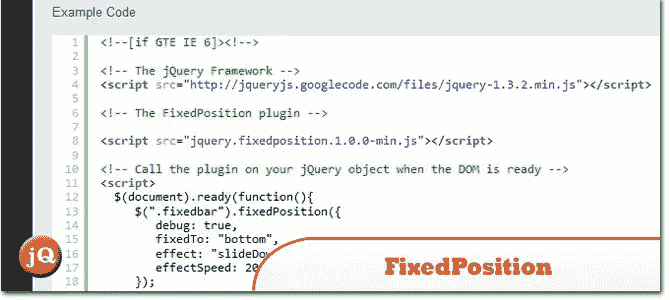 Example Code
1 <!--[if GTE IE 6]><!-->
2
3 <!-- The jQuery Framework -->
4 <script src="http://jqueryjs.googlecode.com/files/jquery-1.3.2.min.js"></script>
5
6 <!-- The FixedPosition plugin -->
7
8 <script src="jquery.fixedposition.1.0.0-min.js"></script>
9
10 <!-- Call the plugin on your jQuery object when the DOM is ready -->
11 <script>
12 $(document).ready(function(){
13 $(".fixedbar").fixedPosition({
14 debug: true,
15 fixedTo: "bottom",
16 effect:
17 effectSpeed:
18 });
jQ
FixedPosition